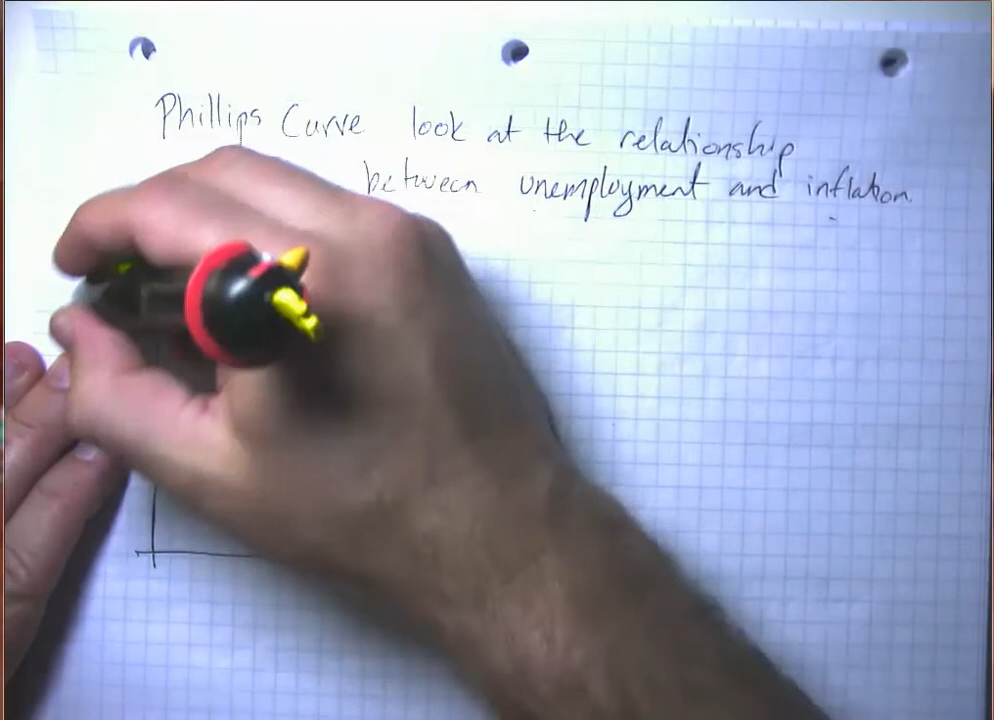 Phillips Curve look at the relationship
between unemployment and inflation